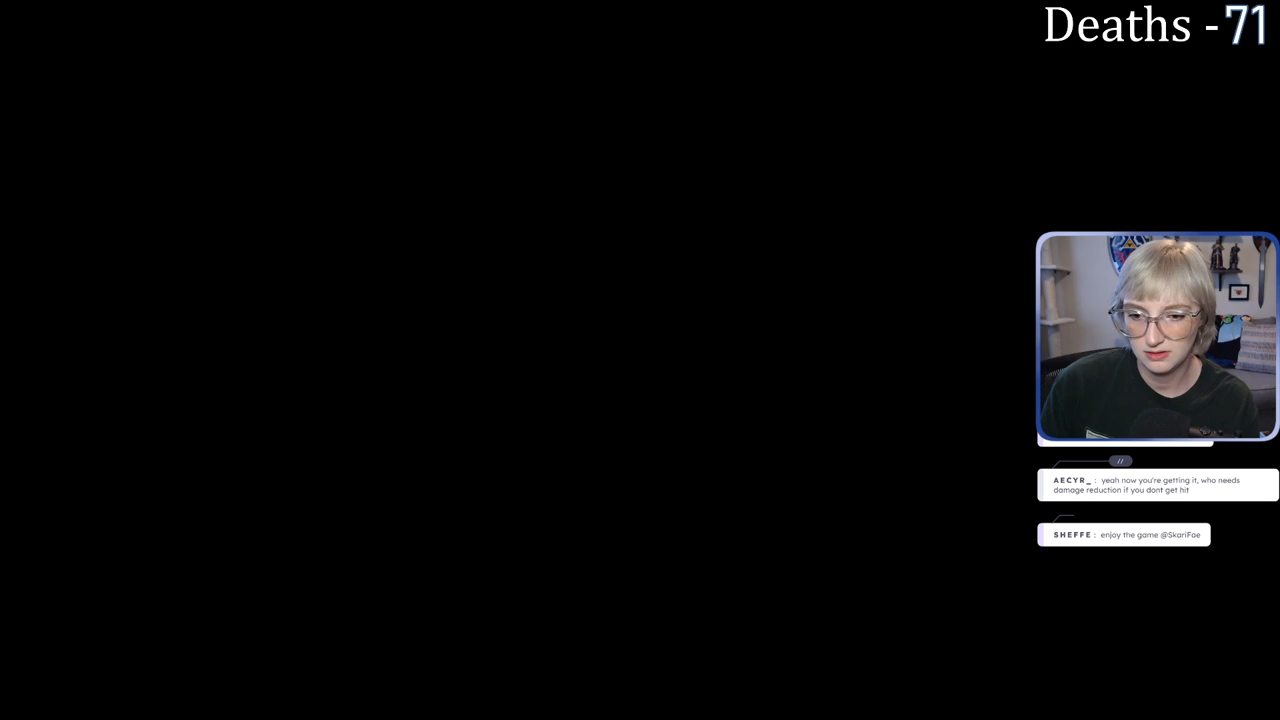 Deaths - 71
//
AECYR_ : yeah now you're getting it, who needs
damage reduction if you dont get hit
SHEFFE : enjoy the game @SkariFae